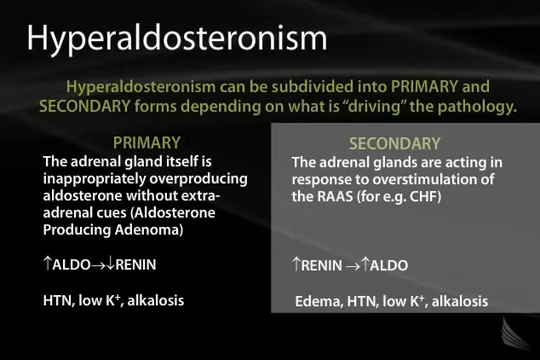 Hyperaldosteronism
Hyperaldosteronism can be subdivided into PRIMARY and
SECONDARY forms depending on what is “driving” the pathology.
PRIMARY
The adrenal gland itself is
inappropriately overproducing
aldosterone without extra-
adrenal cues (Aldosterone
Producing Adenoma)
↑ALDO→↓RENIN
HTN, low K⁺, alkalosis
SECONDARY
The adrenal glands are acting in
response to overstimulation of
the RAAS (for e.g. CHF)
↑RENIN →↑ALDO
Edema, HTN, low K⁺, alkalosis